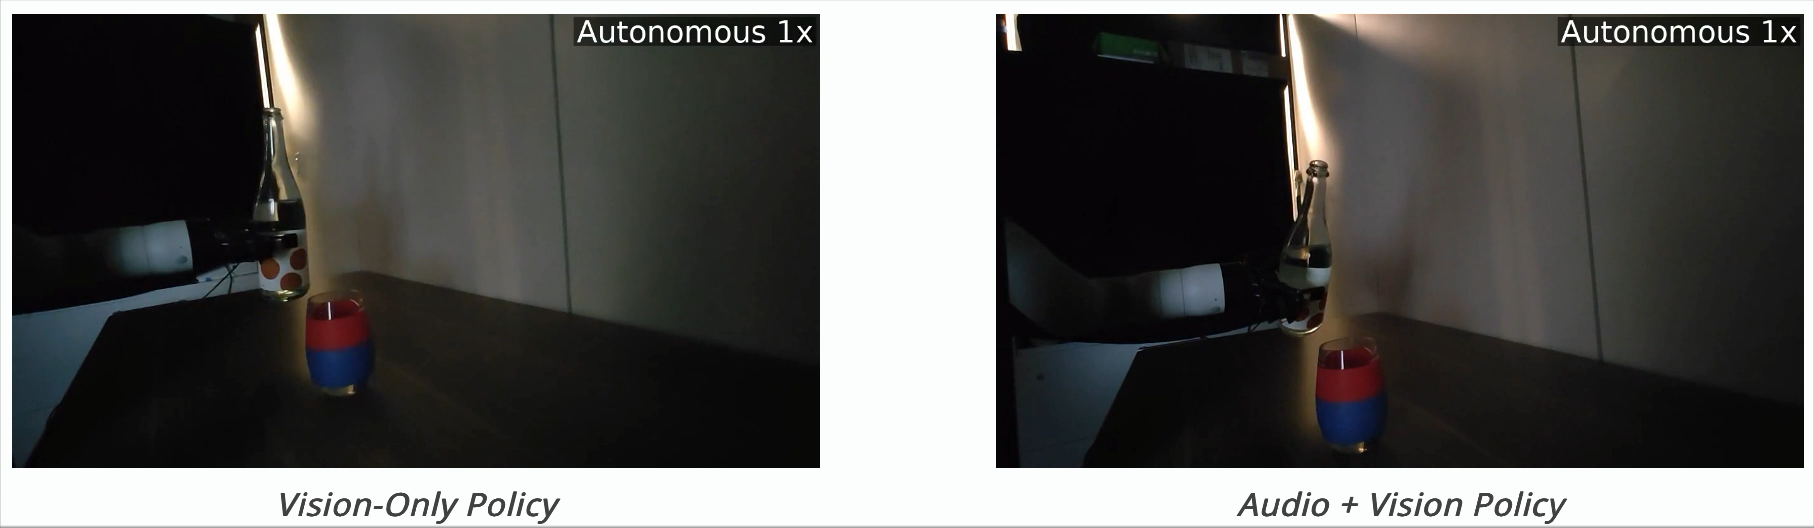 Autonomous 1x
Autonomous 1x
Vision-Only Policy
Audio + Vision Policy